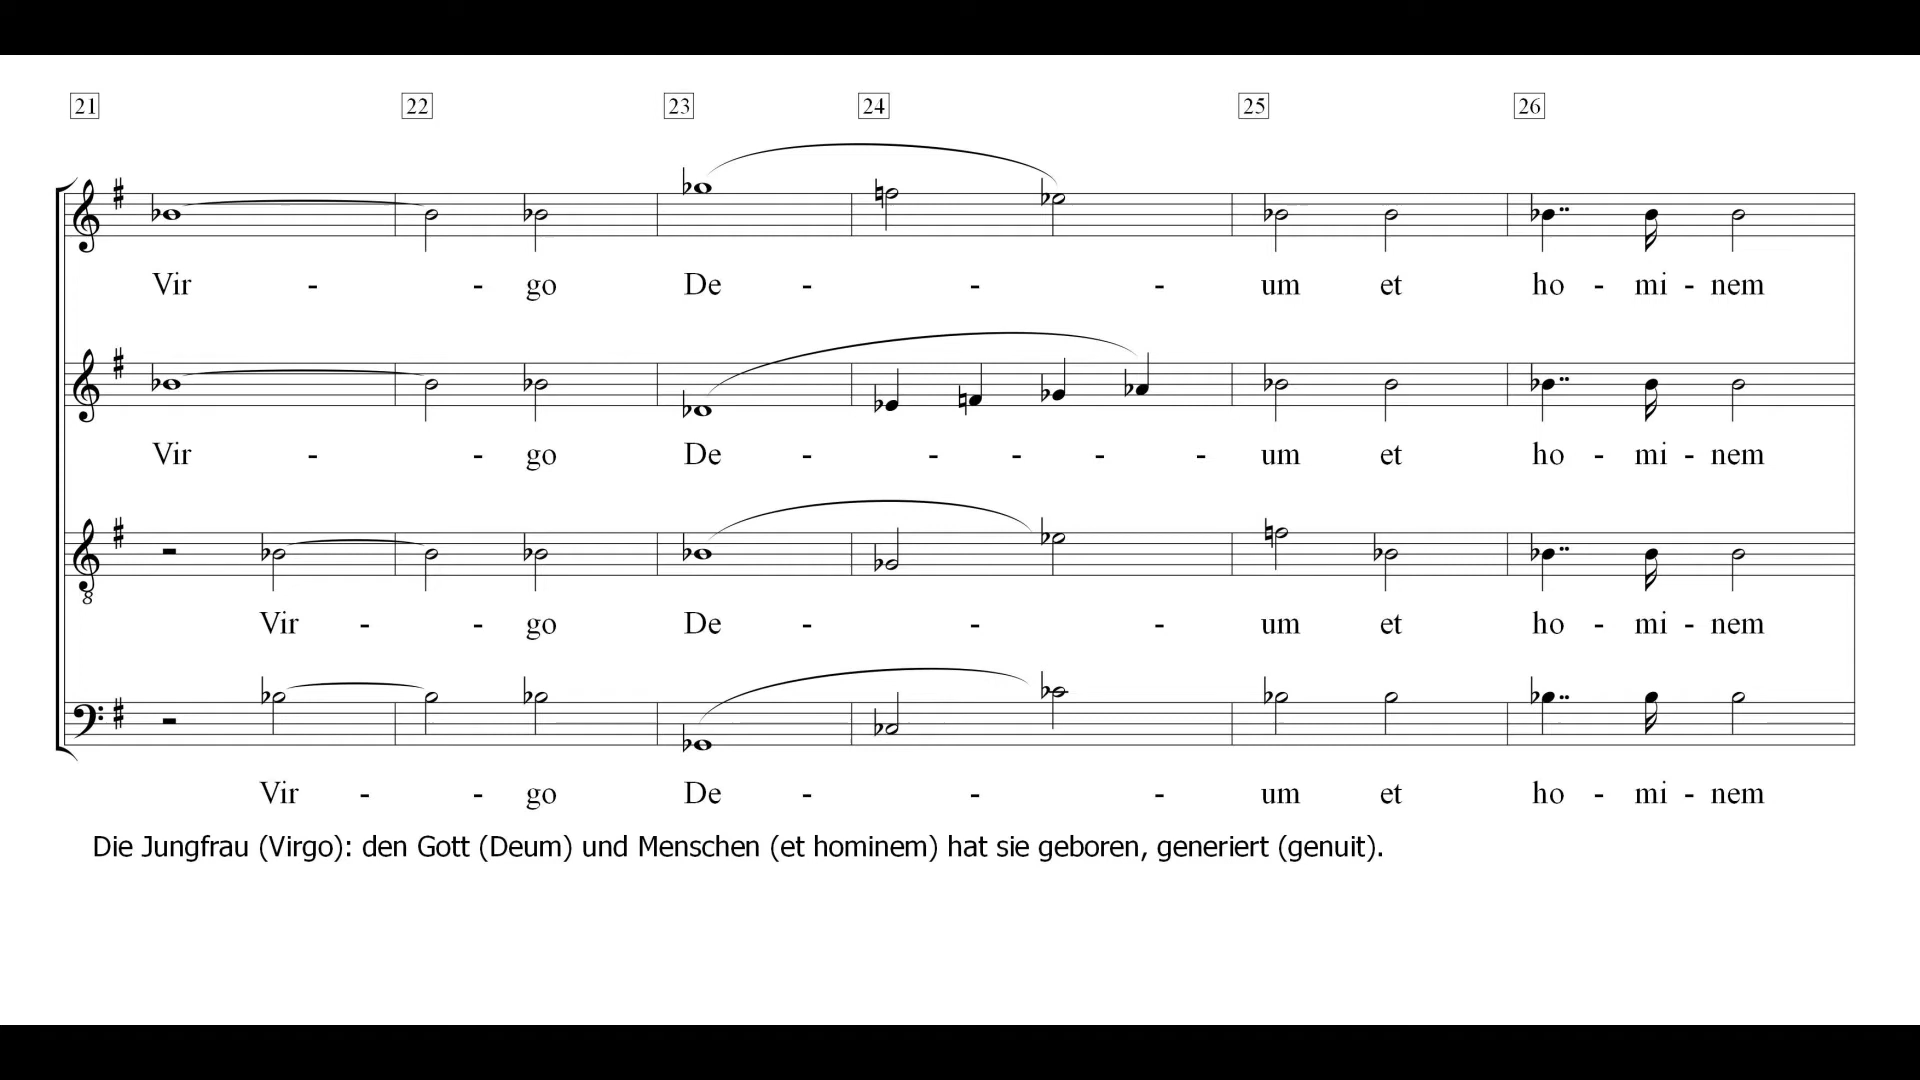 21 22 23 24 25 26
Vir - - go De - - - um et ho - mi - nem
Vir - - go De - - - - - um et ho - mi - nem
8
Vir - - go De - - - um et ho - mi - nem
Vir - - go De - - - um et ho - mi - nem
Die Jungfrau (Virgo): den Gott (Deum) und Menschen (et hominem) hat sie geboren, generiert (genuit).